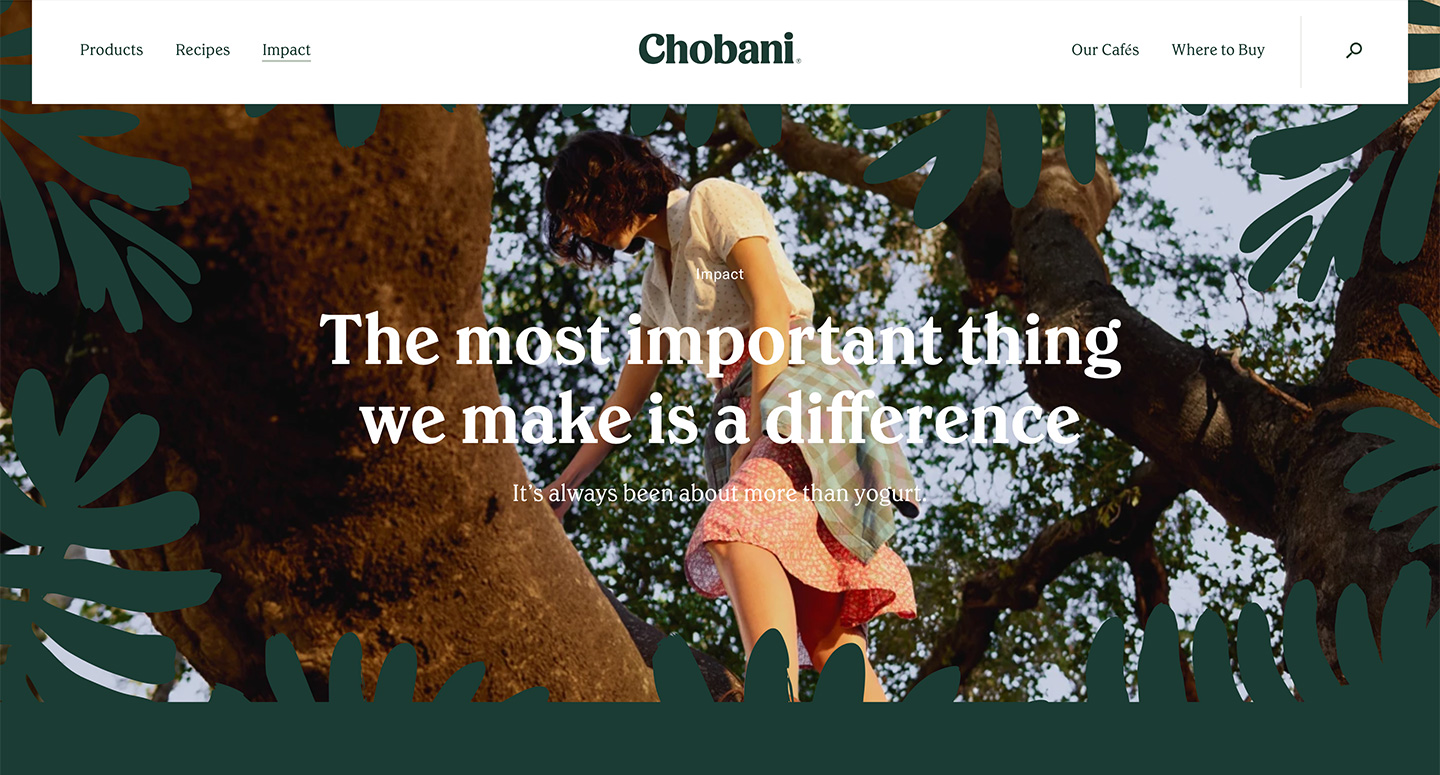 Products
Recipes
Impact
Chobani®
Our Cafés
Where to Buy
Impact
The most important thing
we make is a difference
It's always been about more than yogurt.